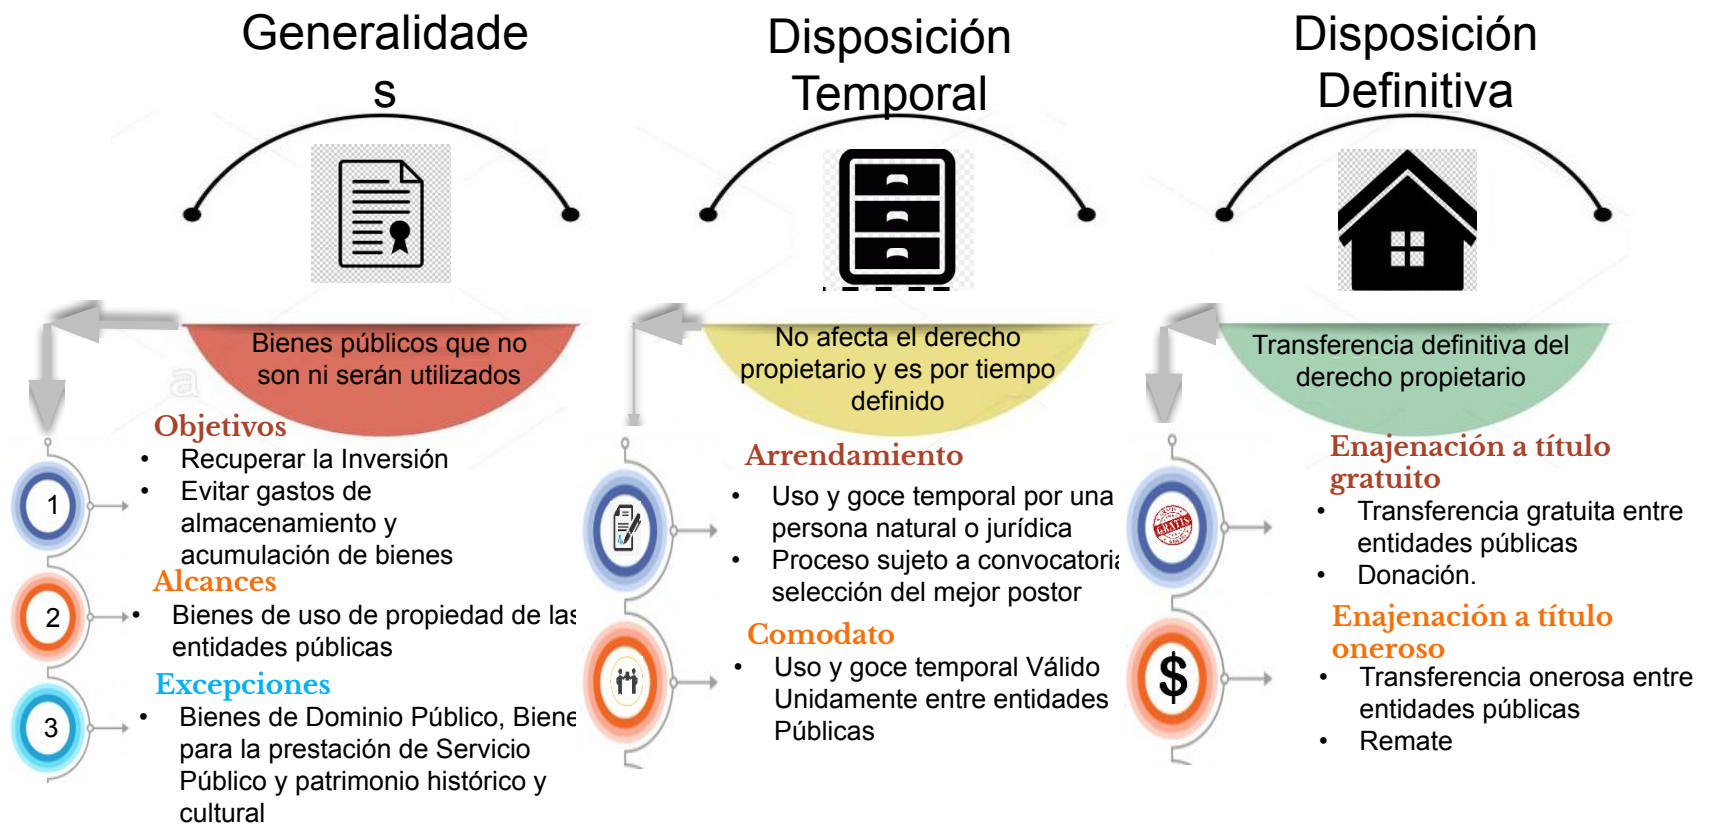 Generalidade
s
Bienes públicos que no
son ni serán utilizados
a
Objetivos
• Recuperar la Inversión
• Evitar gastos de
almacenamiento y
acumulación de bienes
1
Alcances
• Bienes de uso de propiedad de las
entidades públicas
2
Excepciones
• Bienes de Dominio Público, Biene
para la prestación de Servicio
Público y patrimonio histórico y
cultural
3
Disposición
Temporal
No afecta el derecho
propietario y es por tiempo
definido
Arrendamiento
• Uso y goce temporal por una
persona natural o jurídica
• Proceso sujeto a convocatoria
selección del mejor postor
Comodato
• Uso y goce temporal Válido
Unidamente entre entidades
Públicas
Disposición
Definitiva
Transferencia definitiva del
derecho propietario
Enajenación a título
gratuito
• Transferencia gratuita entre
entidades públicas
• Donación.
GRATIS
Enajenación a título
oneroso
• Transferencia onerosa entre
entidades públicas
• Remate
$